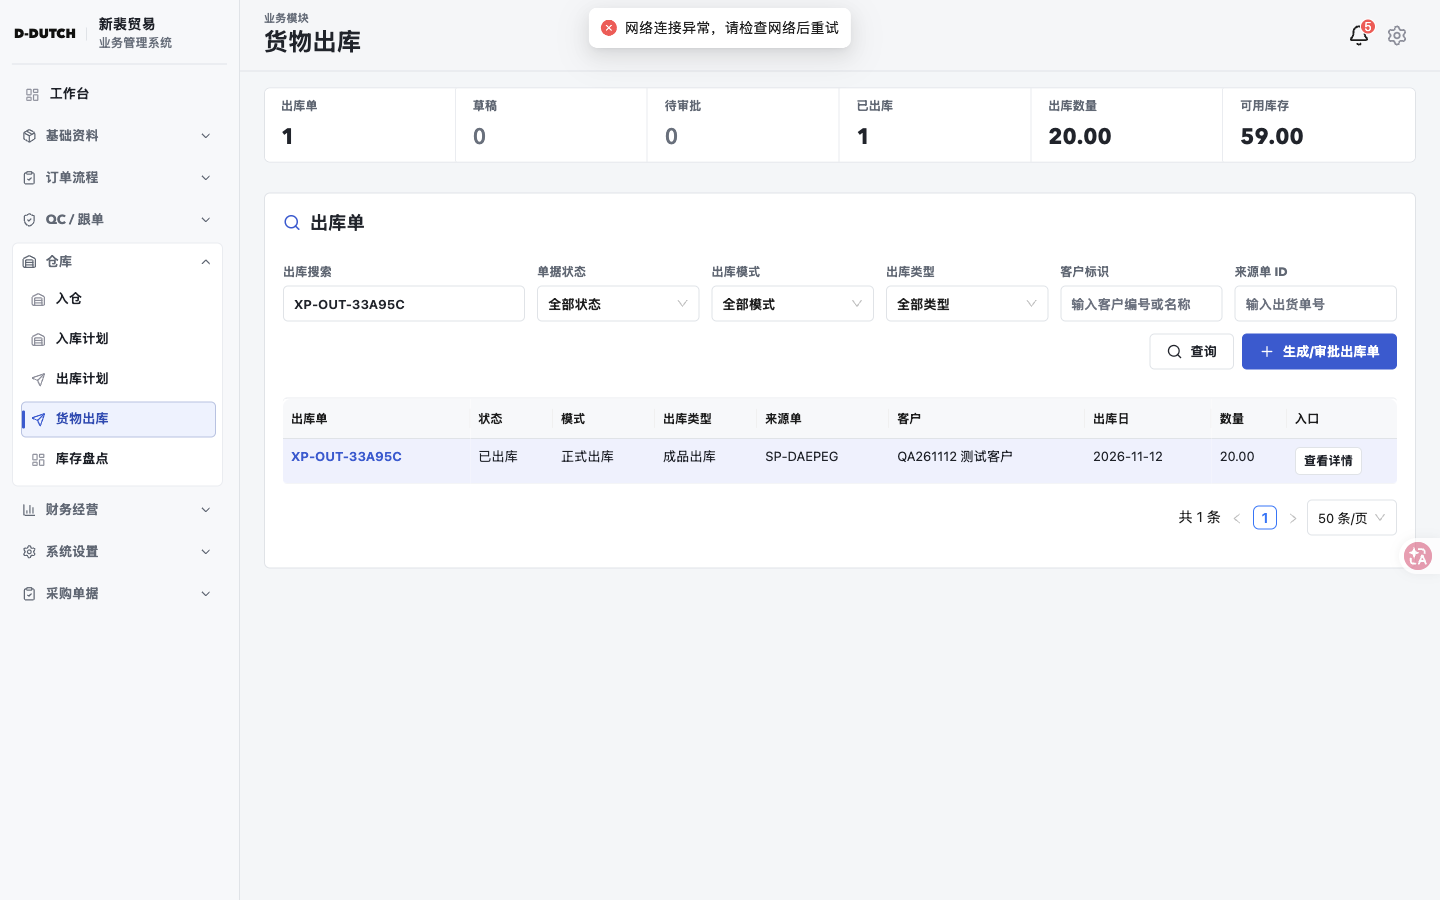 D-DUTCH
新裝贸易
业务管理系统
工作台
基础资料
订单流程
QC / 跟单
仓库
入仓
入库计划
出库计划
货物出库
库存盘点
财务经营
系统设置
采购单据
业务模块
货物出库
网络连接异常，请检查网络后重试
5
出库单
1
草稿
0
待审批
0
已出库
1
出库数量
20.00
可用库存
59.00
出库单
出库搜索
XP-OUT-33A95C
单据状态
全部状态
出库模式
全部模式
出库类型
全部类型
客户标识
输入客户编号或名称
来源单 ID
输入出货单号
查询
生成/审批出库单
出库单 状态 模式 出库类型 来源单 客户 出库日 数量 入口
XP-OUT-33A95C 已出库 正式出库 成品出库 SP-DAEPEG QA261112 测试客户 2026-11-12 20.00 查看详情
共 1 条 1 50 条/页